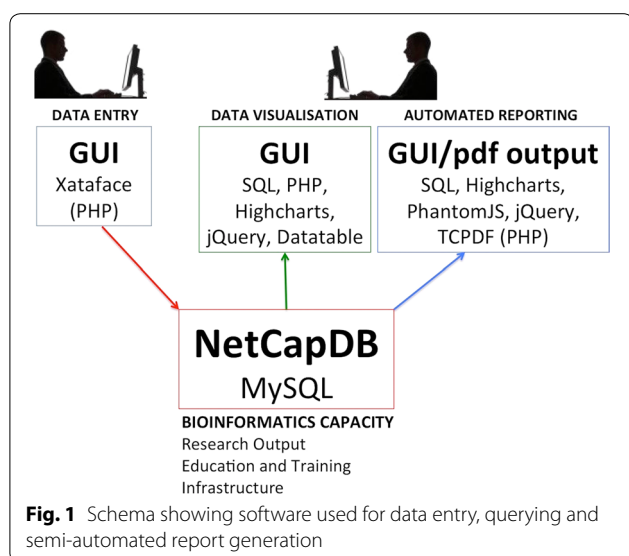 DATA ENTRY
GUI
Xataface
(PHP)
DATA VISUALISATION
GUI
SQL, PHP,
Highcharts,
jQuery, Datatable
AUTOMATED REPORTING
GUI/pdf output
SQL, Highcharts,
PhantomJS, jQuery,
TCPDF (PHP)
NetCapDB
MySQL
BIOINFORMATICS CAPACITY
Research Output
Education and Training
Infrastructure
Fig. 1 Schema showing software used for data entry, querying and
semi-automated report generation